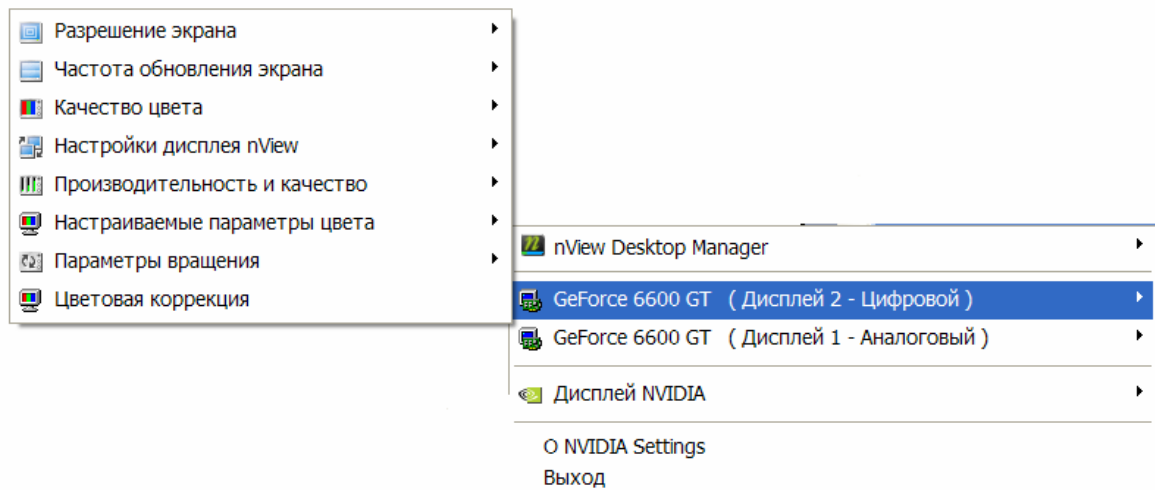 Разрешение экрана
Частота обновления экрана
Качество цвета
Настройки дисплея nView
Производительность и качество
Настраиваемые параметры цвета
Параметры вращения
Цветовая коррекция
nView Desktop Manager
GeForce 6600 GT ( Дисплей 2 - Цифровой )
GeForce 6600 GT ( Дисплей 1 - Аналоговый )
Дисплей NVIDIA
О NVIDIA Settings
Выход